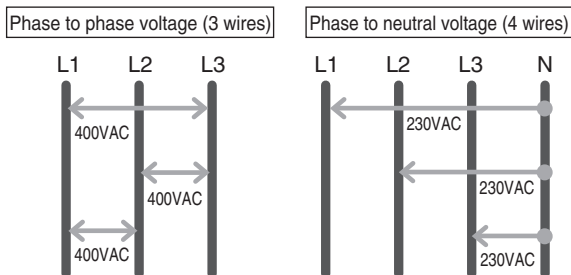 Phase to phase voltage (3 wires)
L1 L2 L3
400VAC
400VAC
400VAC
Phase to neutral voltage (4 wires)
L1 L2 L3 N
230VAC
230VAC
230VAC